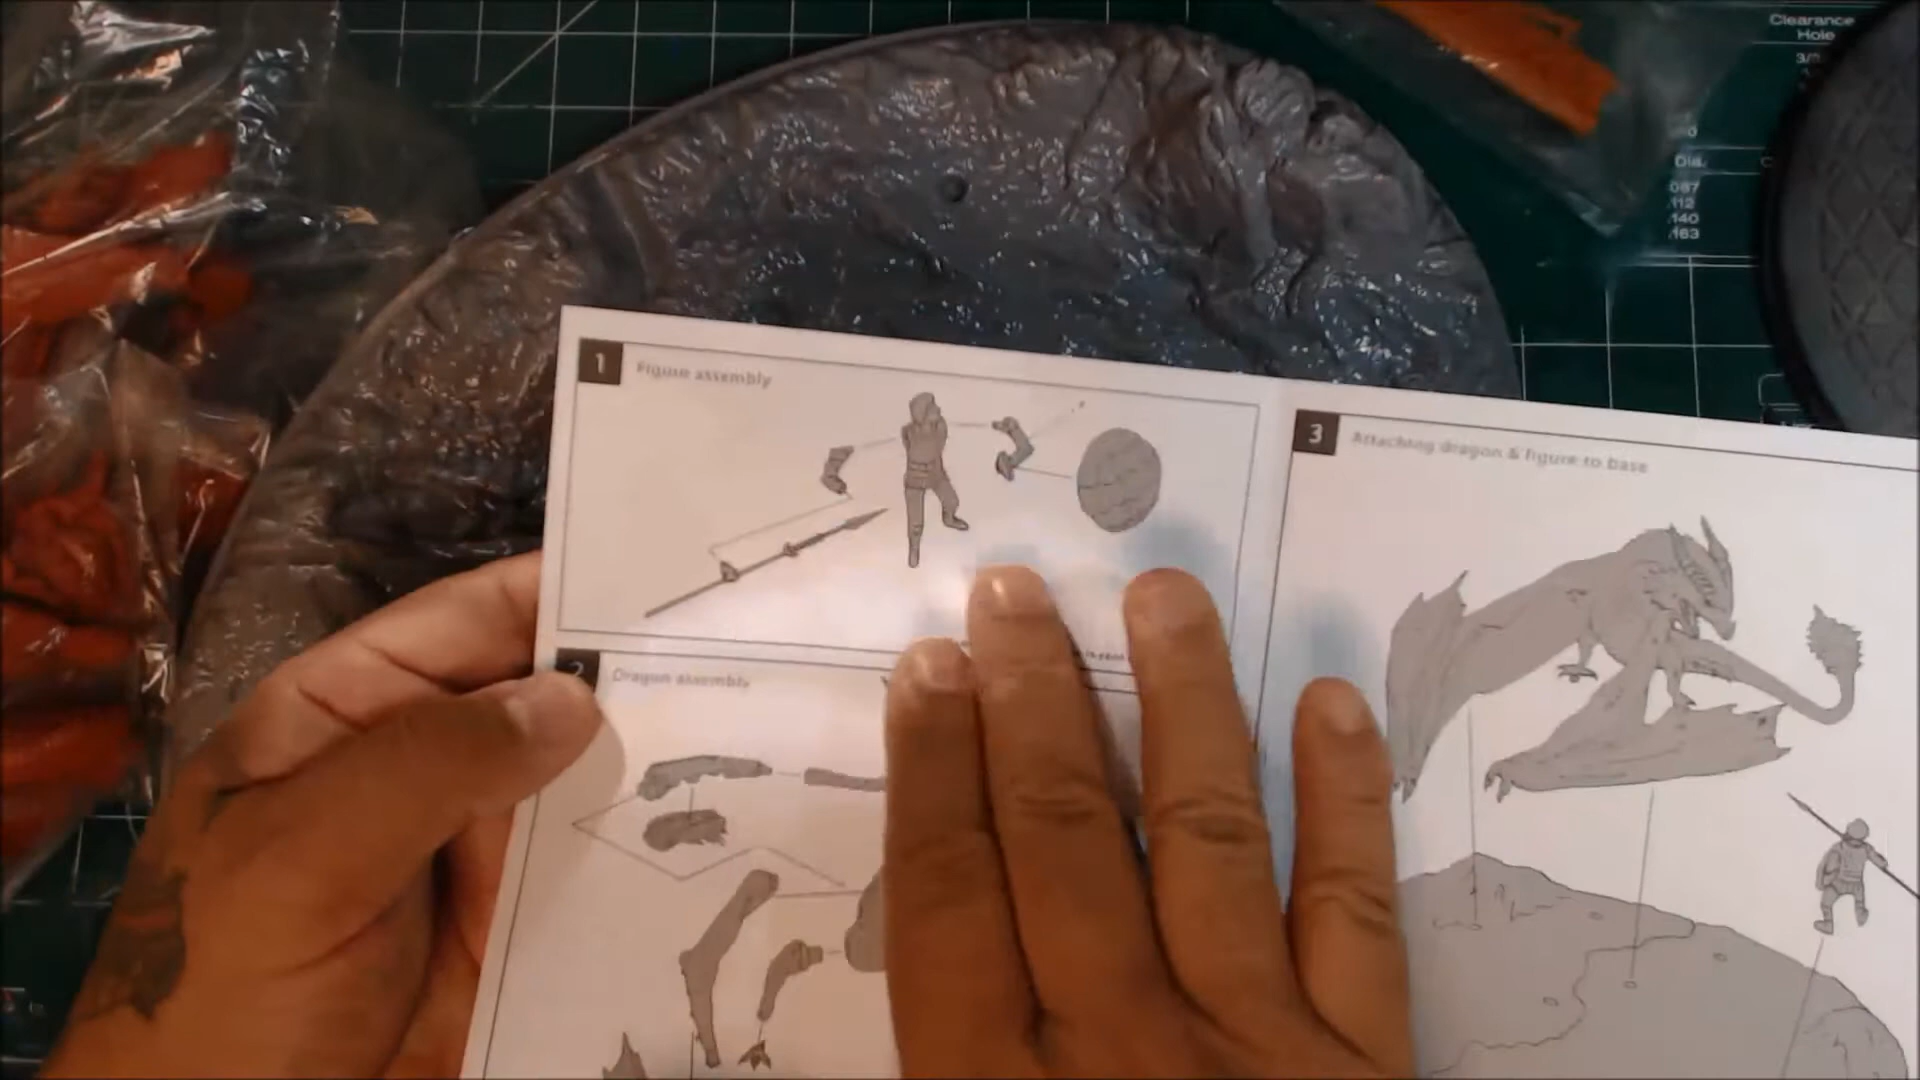 Clearance
Hole
Dia.
.087
.112
.140
.163
1 Figure assembly
2 Dragon assembly
3 Attaching dragon & figure to base